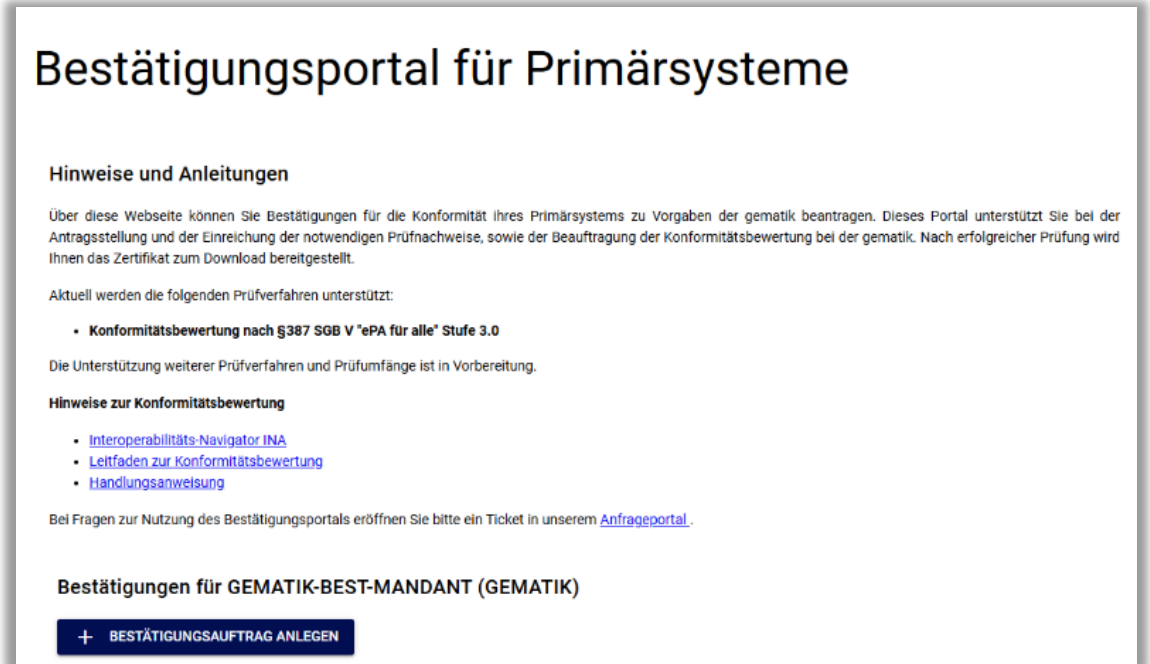 Bestätigungsportal für Primärsysteme
Hinweise und Anleitungen
Über diese Webseite können Sie Bestätigungen für die Konformität ihres Primärsystems zu Vorgaben der gematik beantragen. Dieses Portal unterstützt Sie bei der
Antragsstellung und der Einreichung der notwendigen Prüfnachweise, sowie der Beauftragung der Konformitätsbewertung bei der gematik. Nach erfolgreicher Prüfung wird
Ihnen das Zertifikat zum Download bereitgestellt.
Aktuell werden die folgenden Prüfverfahren unterstützt:
• Konformitätsbewertung nach §387 SGB V "ePA für alle" Stufe 3.0
Die Unterstützung weiterer Prüfverfahren und Prüfumfänge ist in Vorbereitung.
Hinweise zur Konformitätsbewertung
• Interoperabilitäts-Navigator INA
• Leitfaden zur Konformitätsbewertung
• Handlungsanweisung
Bei Fragen zur Nutzung des Bestätigungsportals eröffnen Sie bitte ein Ticket in unserem Anfrageportal .
Bestätigungen für GEMATIK-BEST-MANDANT (GEMATIK)
+ BESTÄTIGUNGSAUFTRAG ANLEGEN